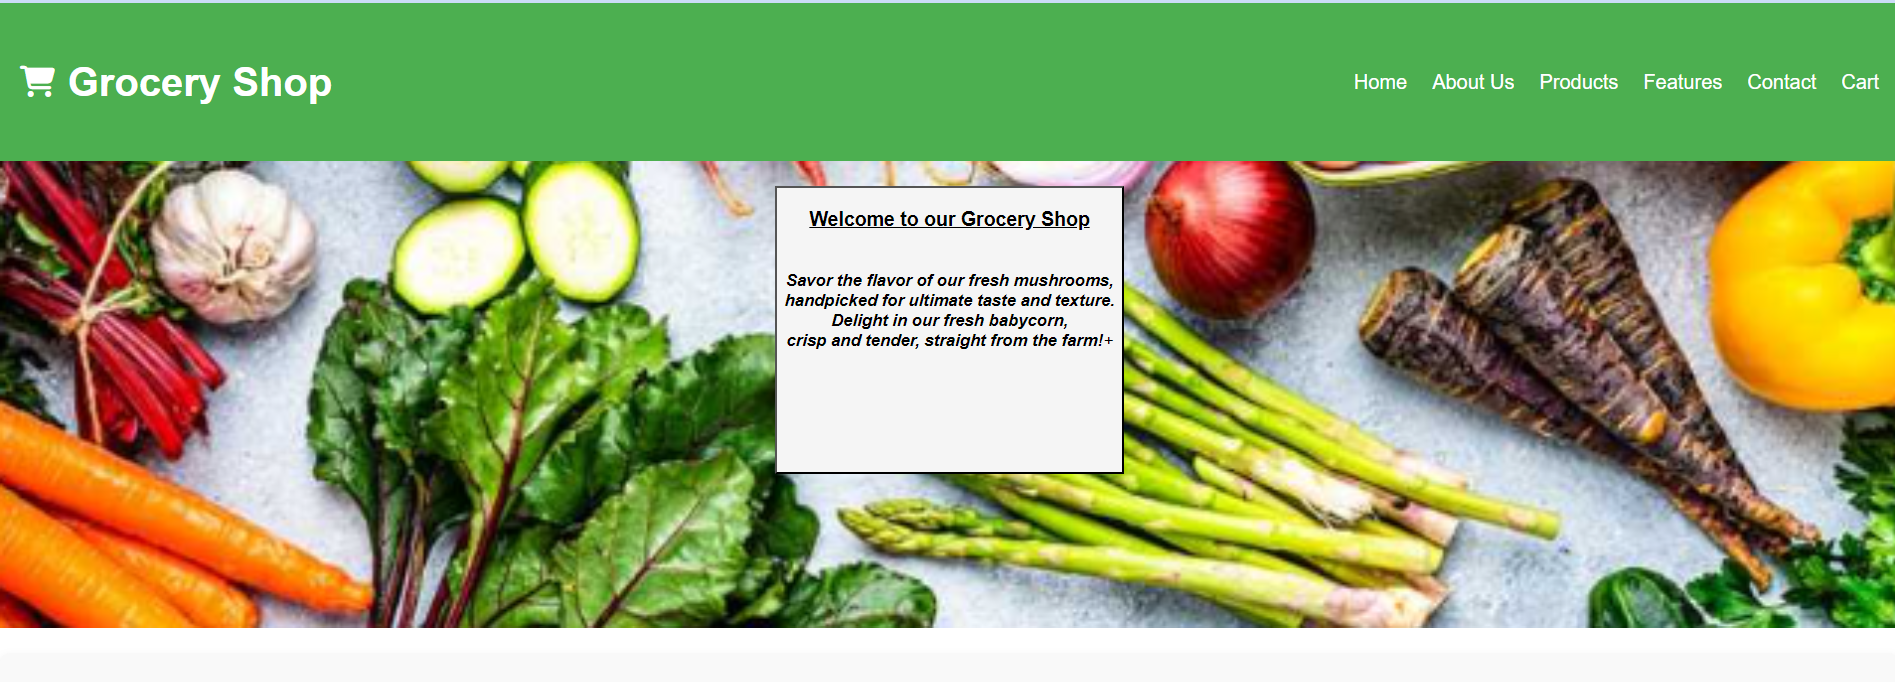 Grocery Shop
Home About Us Products Features Contact Cart
Welcome to our Grocery Shop
Savor the flavor of our fresh mushrooms,
handpicked for ultimate taste and texture.
Delight in our fresh babycorn,
crisp and tender, straight from the farm!+